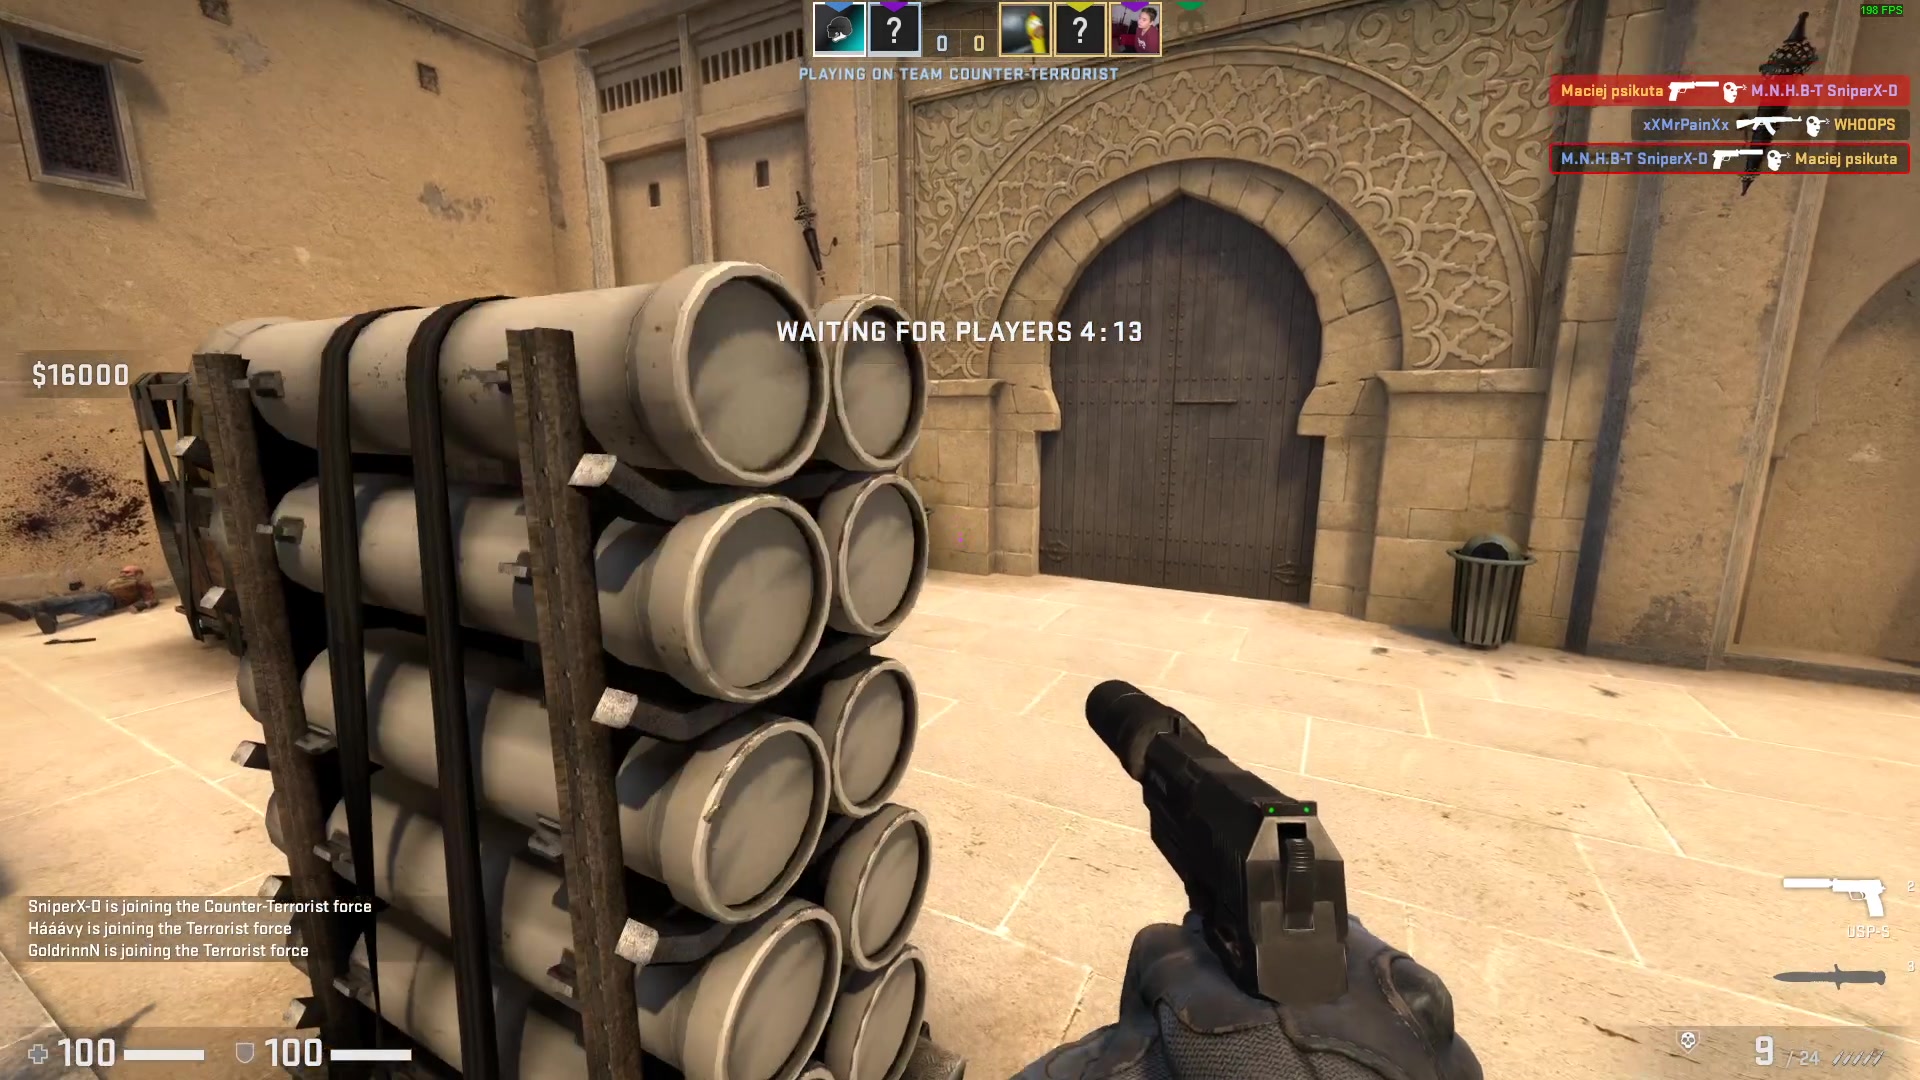 198 FPS
? 0 0 ?
PLAYING ON TEAM COUNTER-TERRORIST
Maciej psikuta M.N.H.B-T SniperX-D
xXMrPainXx WHOOPS
M.N.H.B-T SniperX-D Maciej psikuta
WAITING FOR PLAYERS 4:13
$16000
SniperX-D is joining the Counter-Terrorist force
Hááávy is joining the Terrorist force
GoldrinnN is joining the Terrorist force
2
USP-S
3
100 100
9 / 24